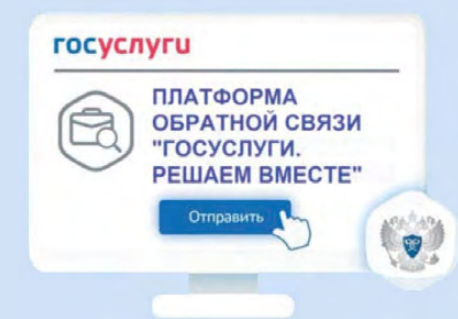 госуслуги
ПЛАТФОРМА
ОБРАТНОЙ СВЯЗИ
"ГОСУСЛУГИ.
РЕШАЕМ ВМЕСТЕ"
Отправить